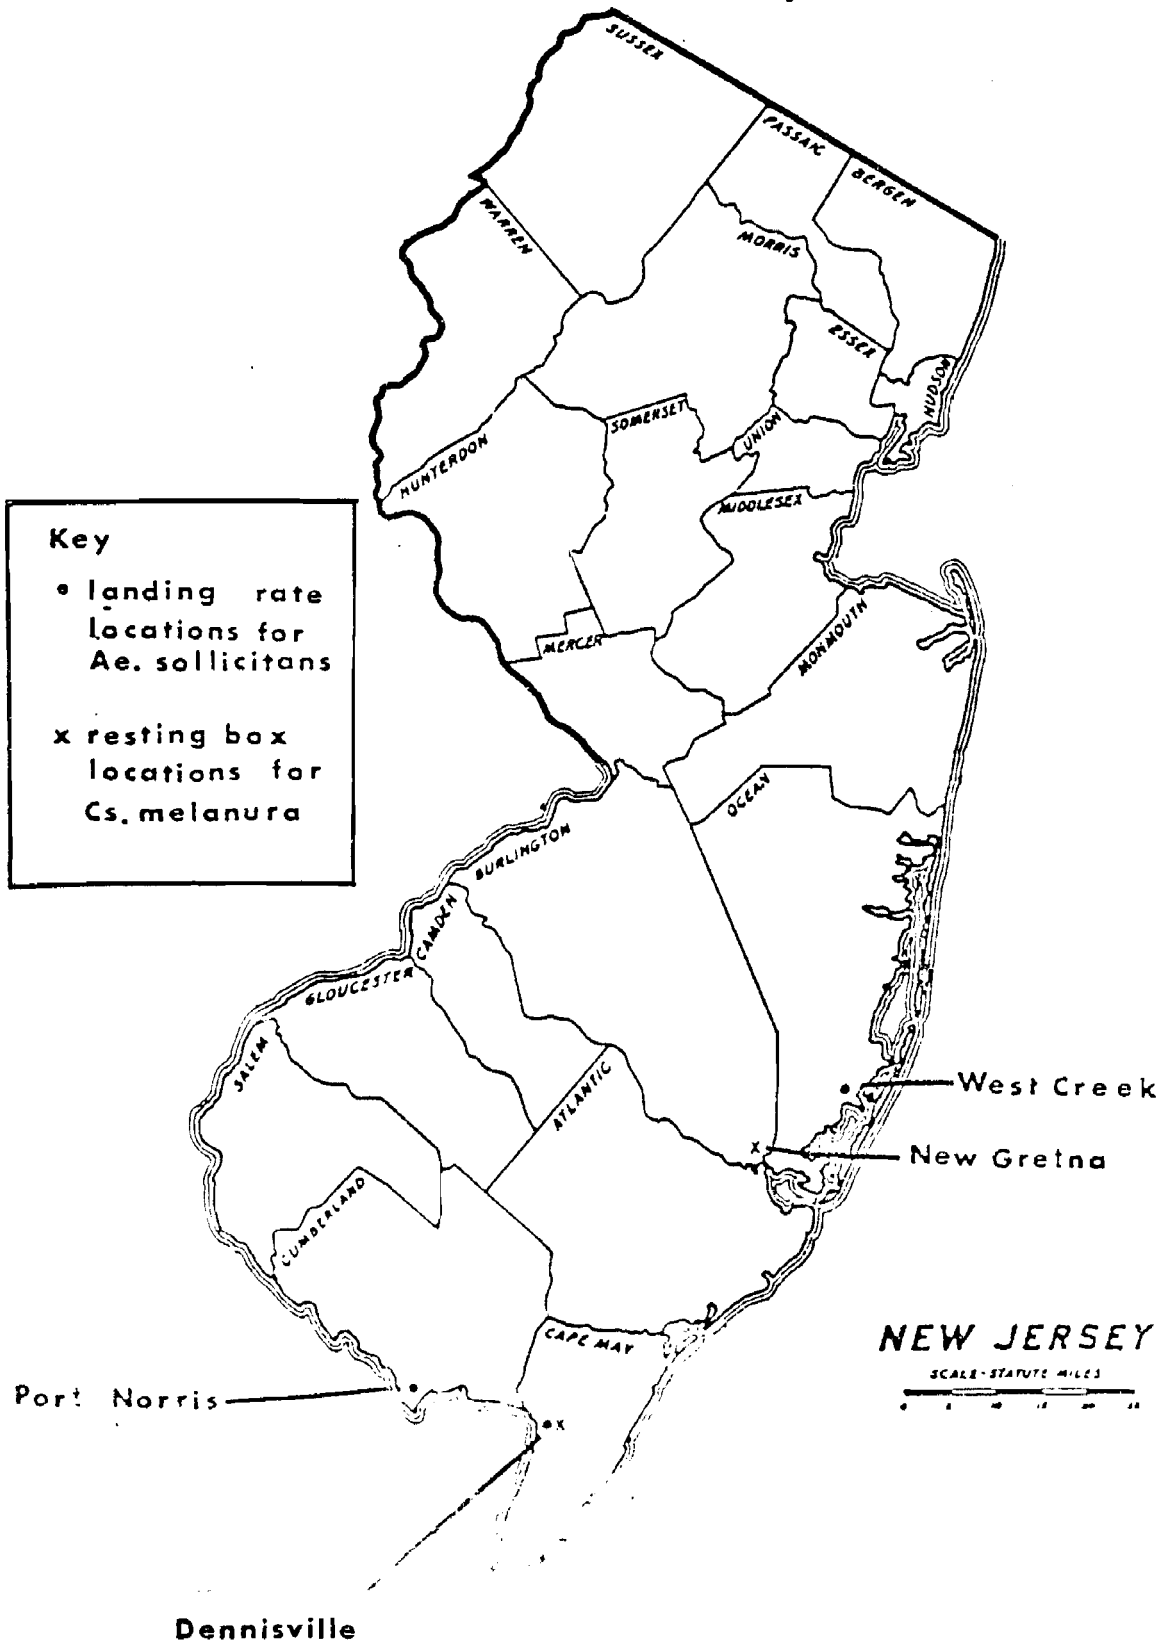 SUSSEX
PASSAIC
BERGEN
WARREN
MORRIS
ESSEX
HUDSON
SOMERSET
UNION
HUNTERDON
MIDDLESEX
Key
• landing rate
locations for
Ae. sollicitans
x resting box
locations for
Cs. melanura
MERCER
MONMOUTH
OCEAN
BURLINGTON
CAMDEN
GLOUCESTER
SALEM
ATLANTIC
West Creek
x
New Gretna
CUMBERLAND
CAPE MAY
NEW JERSEY
SCALE-STATUTE MILES
Port Norris
x
Dennisville